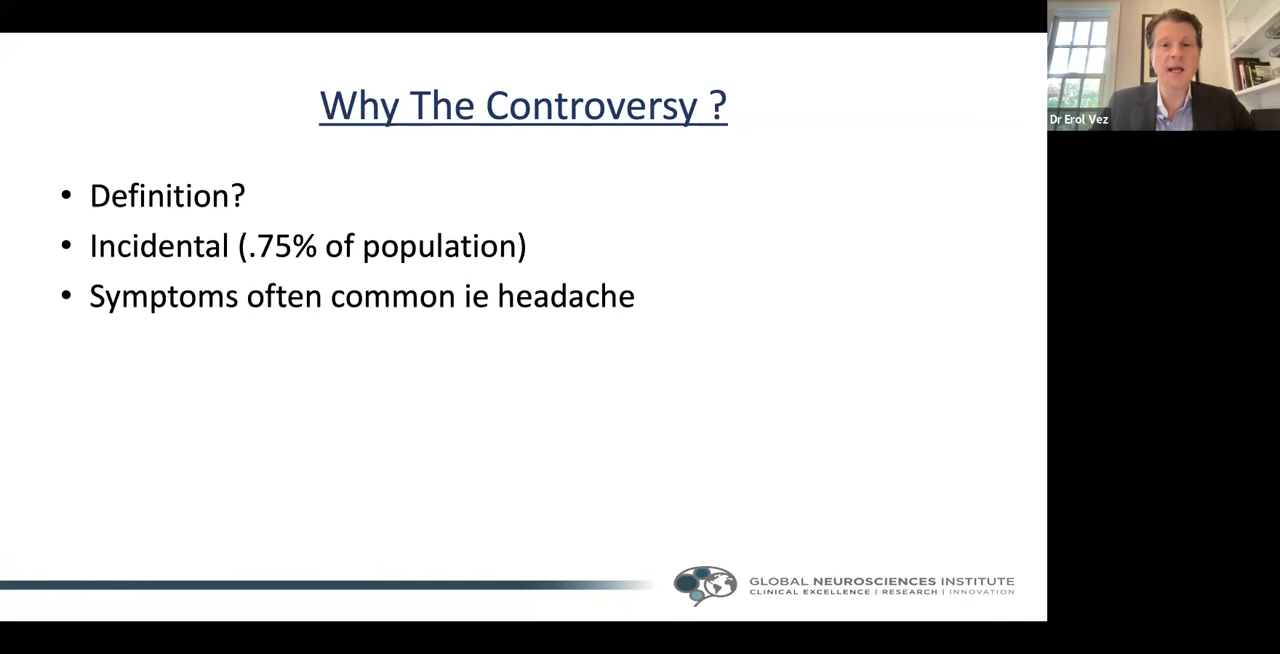 Why The Controversy ?
• Definition?
• Incidental (.75% of population)
• Symptoms often common ie headache
GLOBAL NEUROSCIENCES INSTITUTE
CLINICAL EXCELLENCE | RESEARCH | INNOVATION
Dr Erol Vez